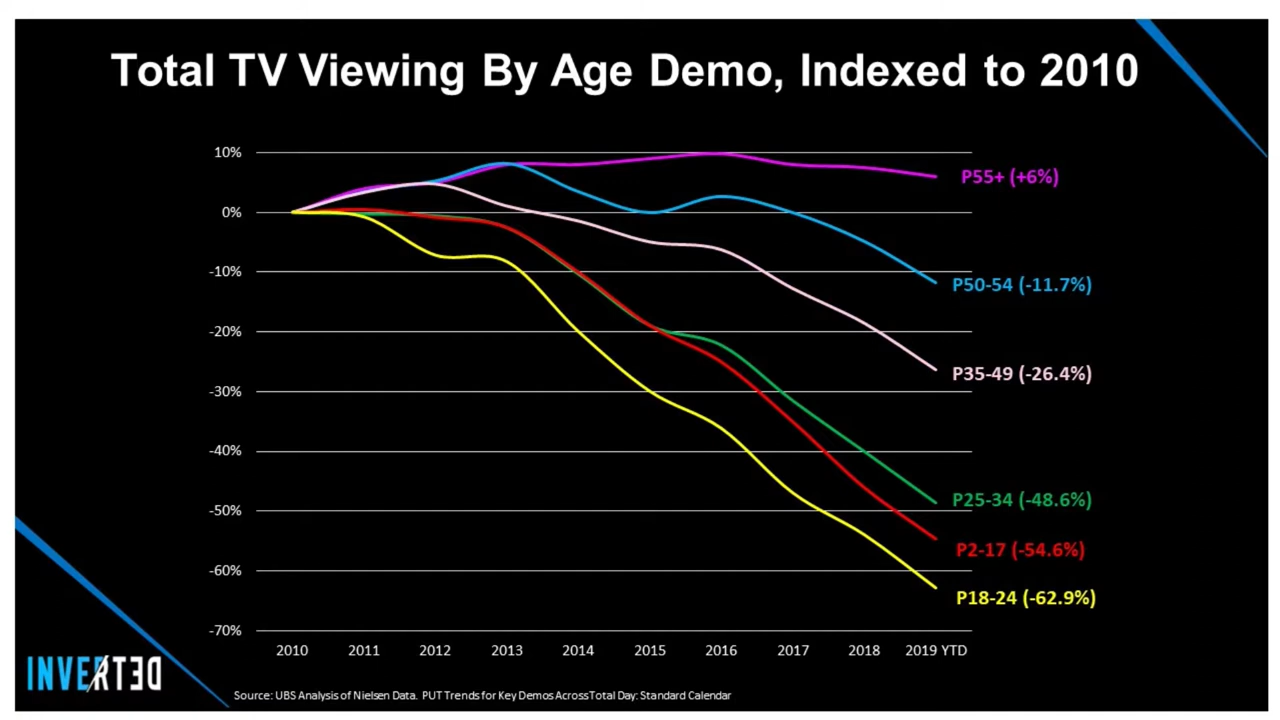 Total TV Viewing By Age Demo, Indexed to 2010
10%
0%
-10%
-20%
-30%
-40%
-50%
-60%
-70%
P55+ (+6%)
P50-54 (-11.7%)
P35-49 (-26.4%)
P25-34 (-48.6%)
P2-17 (-54.6%)
P18-24 (-62.9%)
2010 2011 2012 2013 2014 2015 2016 2017 2018 2019 YTD
INVERTED
Source: UBS Analysis of Nielsen Data. PUT Trends for Key Demos AcrossTotal Day: Standard Calendar